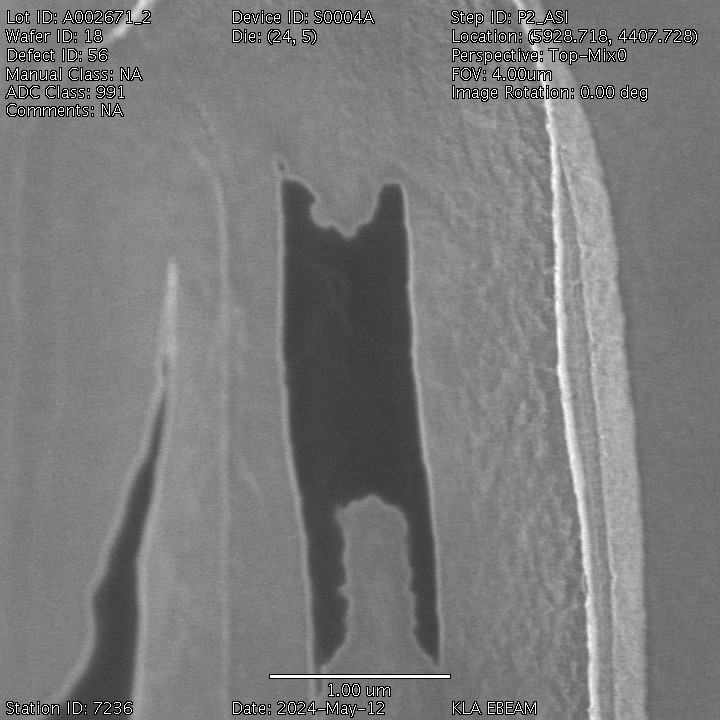 Lot ID: A002671_2
Wafer ID: 18
Defect ID: 56
Manual Class: NA
ADC Class: 991
Comments: NA
Device ID: S0004A
Die: (24, 5)
Step ID: P2_ASI
Location: (5928.718, 4407.728)
Perspective: Top-Mix0
FOV: 4.00um
Image Rotation: 0.00 deg
1.00 um
Station ID: 7236
Date: 2024-May-12
KLA EBEAM